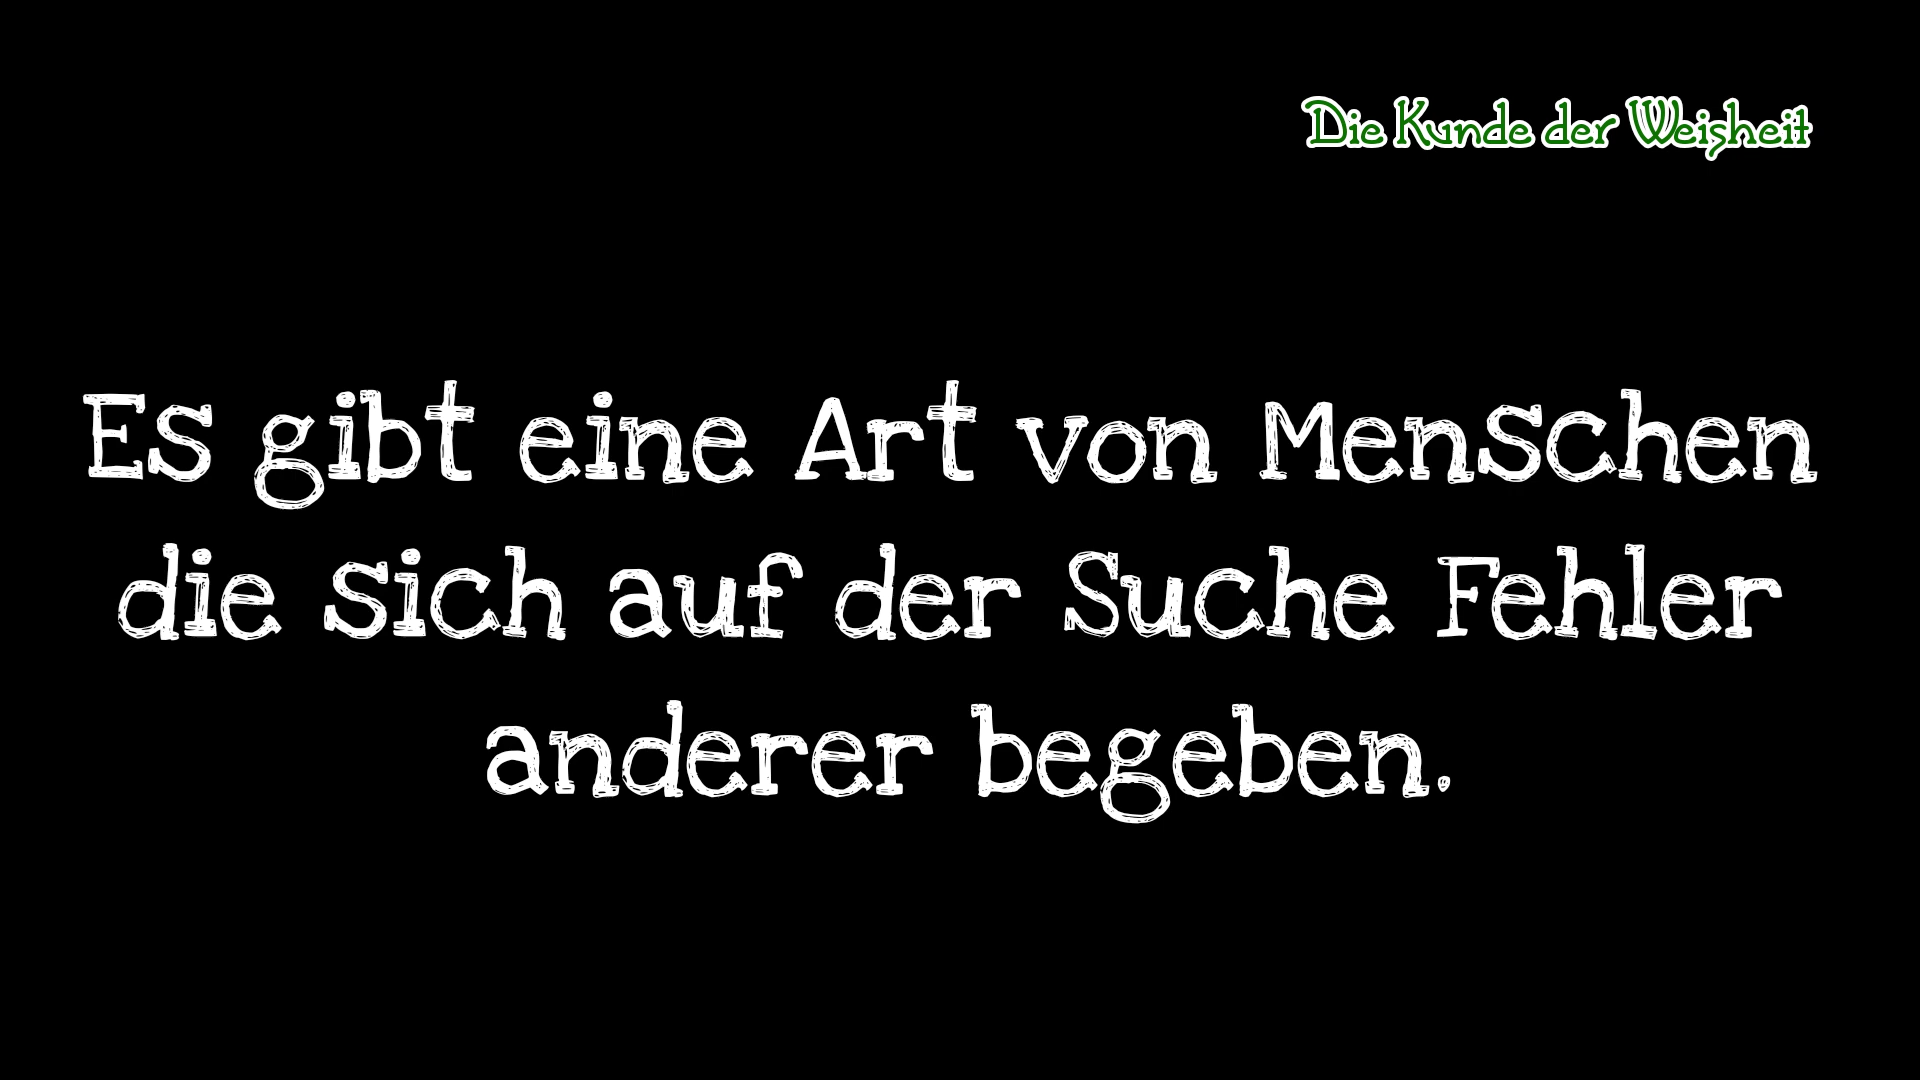 Die Kunde der Weisheit
Es gibt eine Art von Menschen
die sich auf der Suche Fehler
anderer begeben.